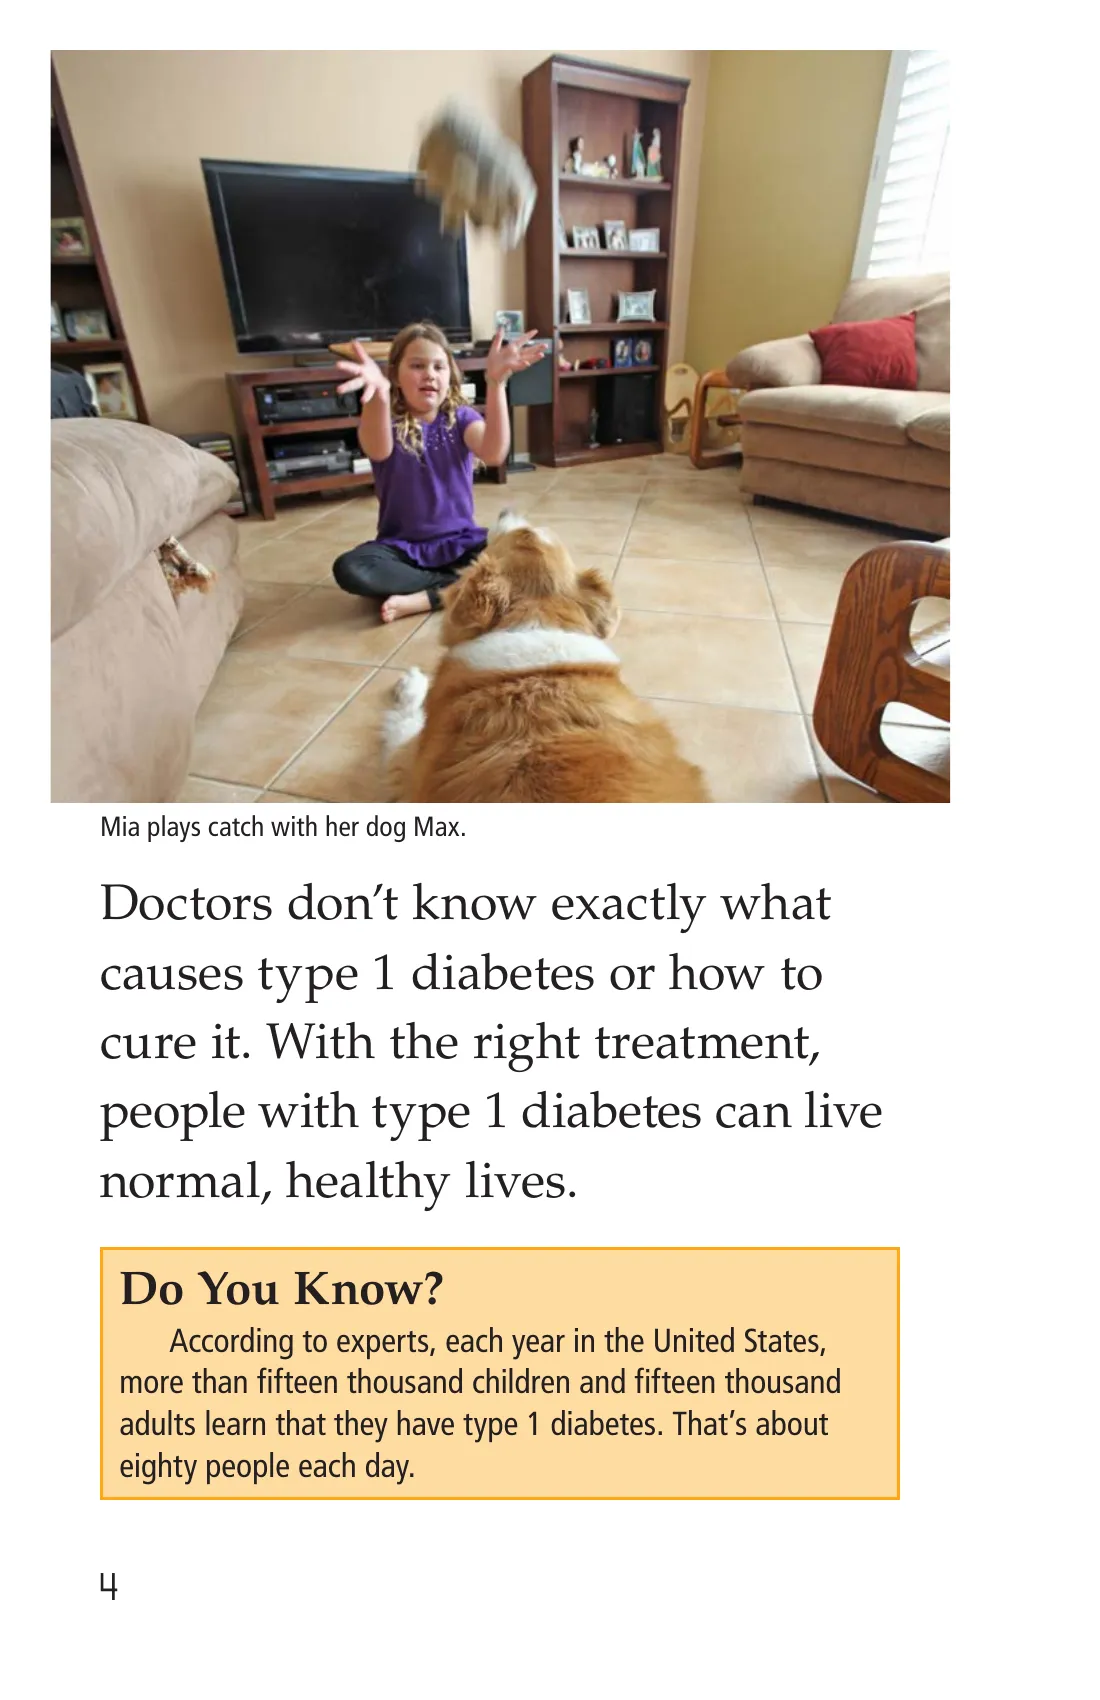 Mia plays catch with her dog Max.
Doctors don’t know exactly what
causes type 1 diabetes or how to
cure it. With the right treatment,
people with type 1 diabetes can live
normal, healthy lives.
Do You Know?
According to experts, each year in the United States,
more than fifteen thousand children and fifteen thousand
adults learn that they have type 1 diabetes. That’s about
eighty people each day.
4